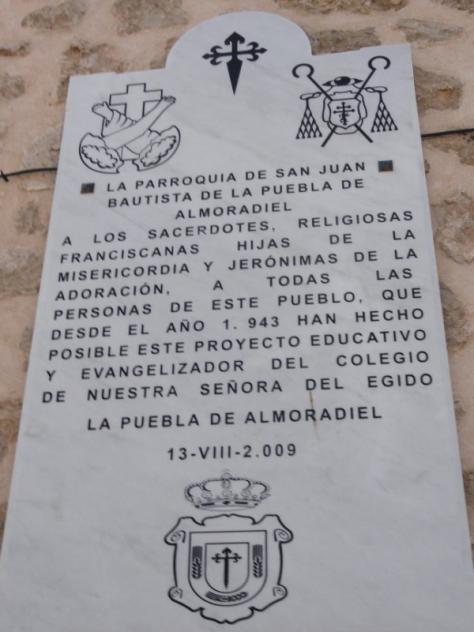 LA PARROQUIA DE SAN JUAN
BAUTISTA DE LA PUEBLA DE
ALMORADIEL
A LOS SACERDOTES, RELIGIOSAS
FRANCISCANAS HIJAS DE LA
MISERICORDIA Y JERÓNIMAS DE LA
ADORACIÓN, A TODAS LAS
PERSONAS DE ESTE PUEBLO, QUE
DESDE EL AÑO 1.943 HAN HECHO
POSIBLE ESTE PROYECTO EDUCATIVO
Y EVANGELIZADOR DEL COLEGIO
DE NUESTRA SEÑORA DEL EGIDO
LA PUEBLA DE ALMORADIEL
13-VIII-2.009